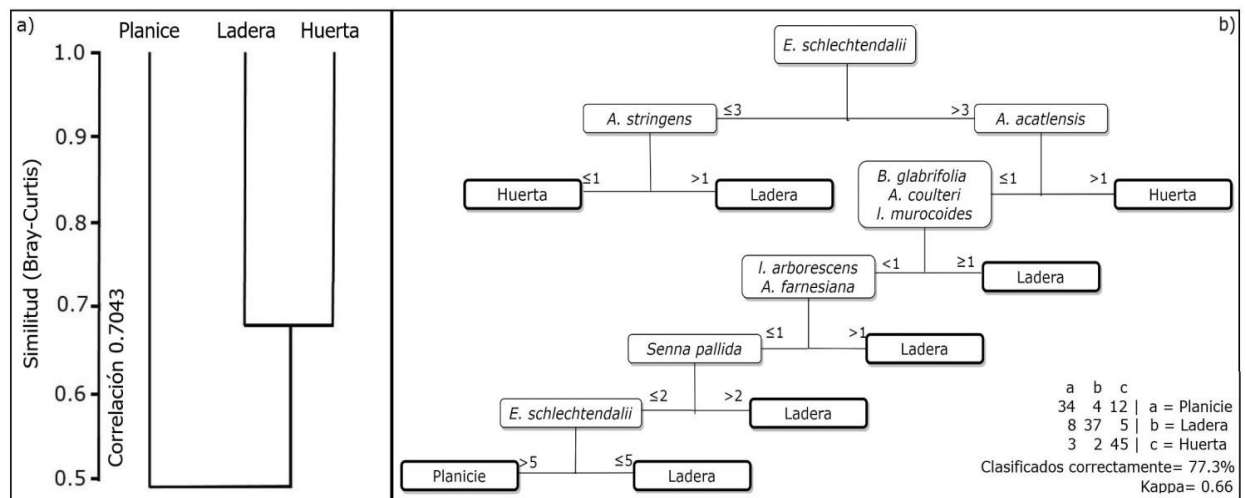 a)
Planice Ladera Huerta
1.0
0.9
0.8
0.7
0.6
0.5
Similitud (Bray-Curtis)
Correlación 0.7043
b)
E. schlechtendalii
≤3 >3
A. stringens
A. acatlensis
≤1 >1
Huerta
Ladera
B. glabrifolia
A. coulteri
I. murocoides
≤1 >1
Huerta
I. arborescens
A. farnesiana
<1 ≥1
Ladera
Senna pallida
≤1 >1
Ladera
E. schlechtendalii
≤2 >2
Ladera
Planicie
>5 ≤5
Ladera
a b c
34 4 12 | a = Planicie
8 37 5 | b = Ladera
3 2 45 | c = Huerta
Clasificados correctamente= 77.3%
Kappa= 0.66